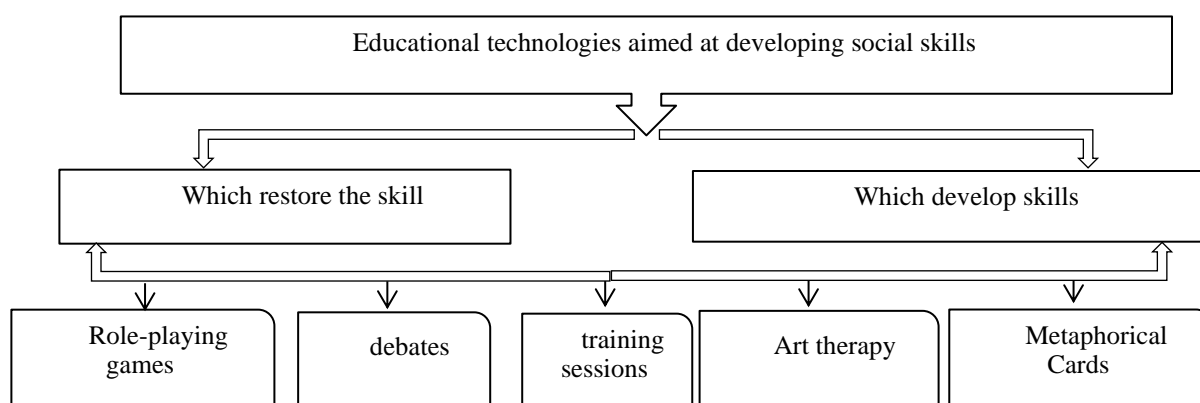 Educational technologies aimed at developing social skills
Which restore the skill
Which develop skills
Role-playing
games
debates
training
sessions
Art therapy
Metaphorical
Cards